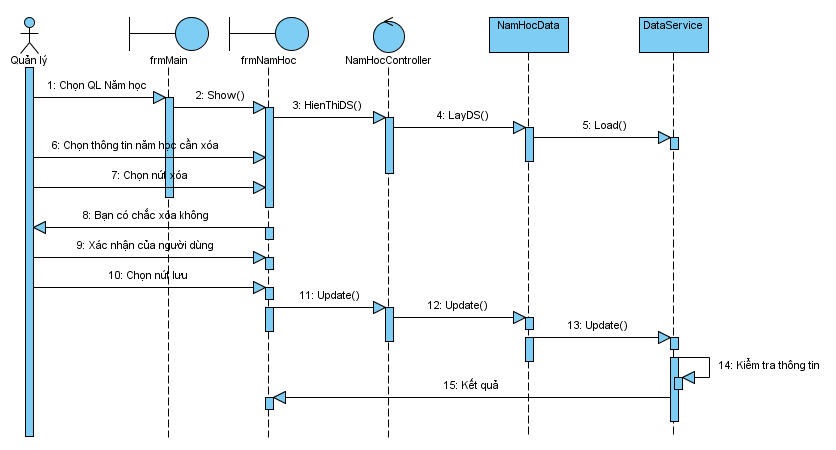 NamHocData
DataService
Quản lý
frmMain
frmNamHoc
NamHocController
1: Chọn QL Năm học
2: Show()
3: HienThiDS()
4: LayDS()
5: Load()
6: Chọn thông tin năm học cần xóa
7: Chọn nút xóa
8: Bạn có chắc xóa không
9: Xác nhận của người dùng
10: Chọn nút lưu
11: Update()
12: Update()
13: Update()
14: Kiểm tra thông tin
15: Kết quả